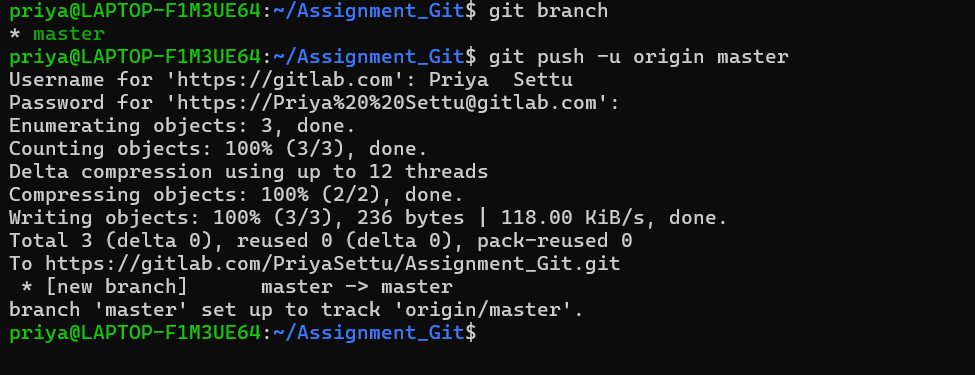 priya@LAPTOP-F1M3UE64:~/Assignment_Git$ git branch
* master
priya@LAPTOP-F1M3UE64:~/Assignment_Git$ git push -u origin master
Username for 'https://gitlab.com': Priya  Settu
Password for 'https://Priya%20%20Settu@gitlab.com':
Enumerating objects: 3, done.
Counting objects: 100% (3/3), done.
Delta compression using up to 12 threads
Compressing objects: 100% (2/2), done.
Writing objects: 100% (3/3), 236 bytes | 118.00 KiB/s, done.
Total 3 (delta 0), reused 0 (delta 0), pack-reused 0
To https://gitlab.com/PriyaSettu/Assignment_Git.git
 * [new branch]      master -> master
branch 'master' set up to track 'origin/master'.
priya@LAPTOP-F1M3UE64:~/Assignment_Git$